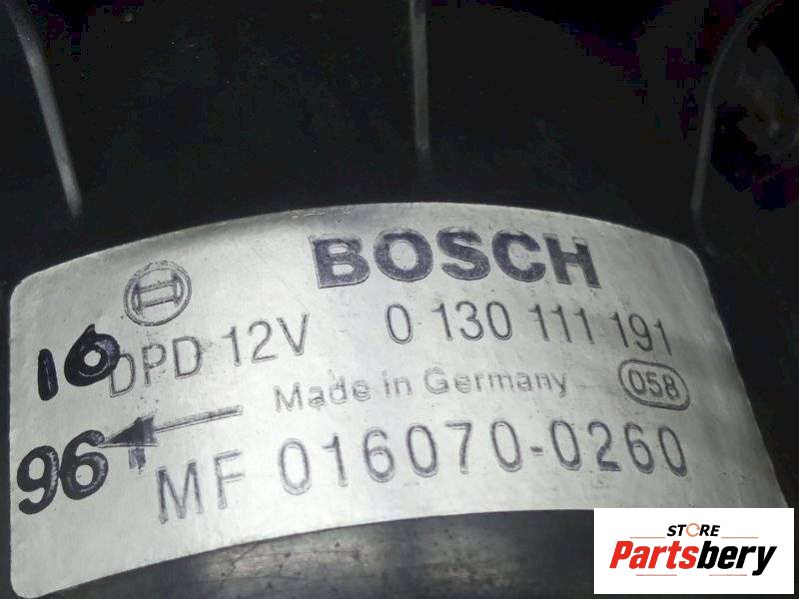 BOSCH
16 DPD 12V 0 130 111 191
Made in Germany 058
96 MF 016070-0260
STORE
Partsbery